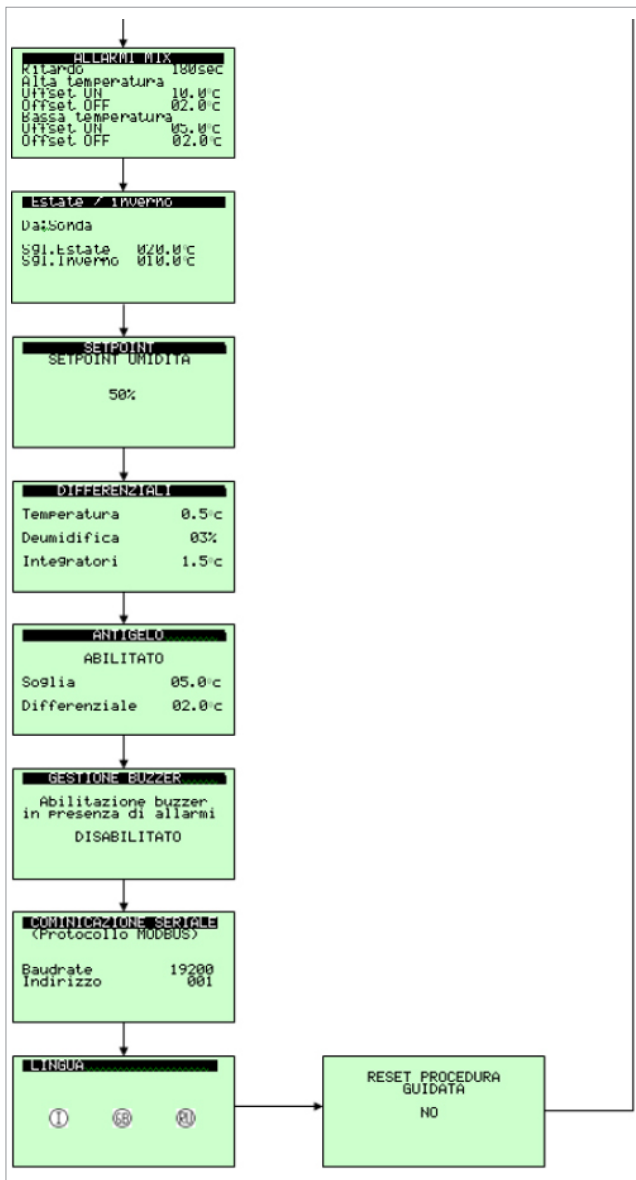 ALLARMI MIX
Ritardo 180sec
Alta temperatura
Offset ON 10.0°c
Offset OFF 02.0°c
Bassa temperatura
Offset ON 05.0°c
Offset OFF 02.0°c
Estate / inverno
Da:Sonda
Sgl.Estate 020.0°c
Sgl.Inverno 010.0°c
SETPOINT
SETPOINT UMIDITA
50%
DIFFERENZIALI
Temperatura 0.5°c
Deumidifica 03%
Integratori 1.5°c
ANTIGELO
ABILITATO
Soglia 05.0°c
Differenziale 02.0°c
GESTIONE BUZZER
Abilitazione buzzer
in presenza di allarmi
DISABILITATO
COMINICAZIONE SERIALE
(Protocollo MODBUS)
Baudrate 19200
Indirizzo 001
LINGUA
I GB RU
RESET PROCEDURA
GUIDATA
NO